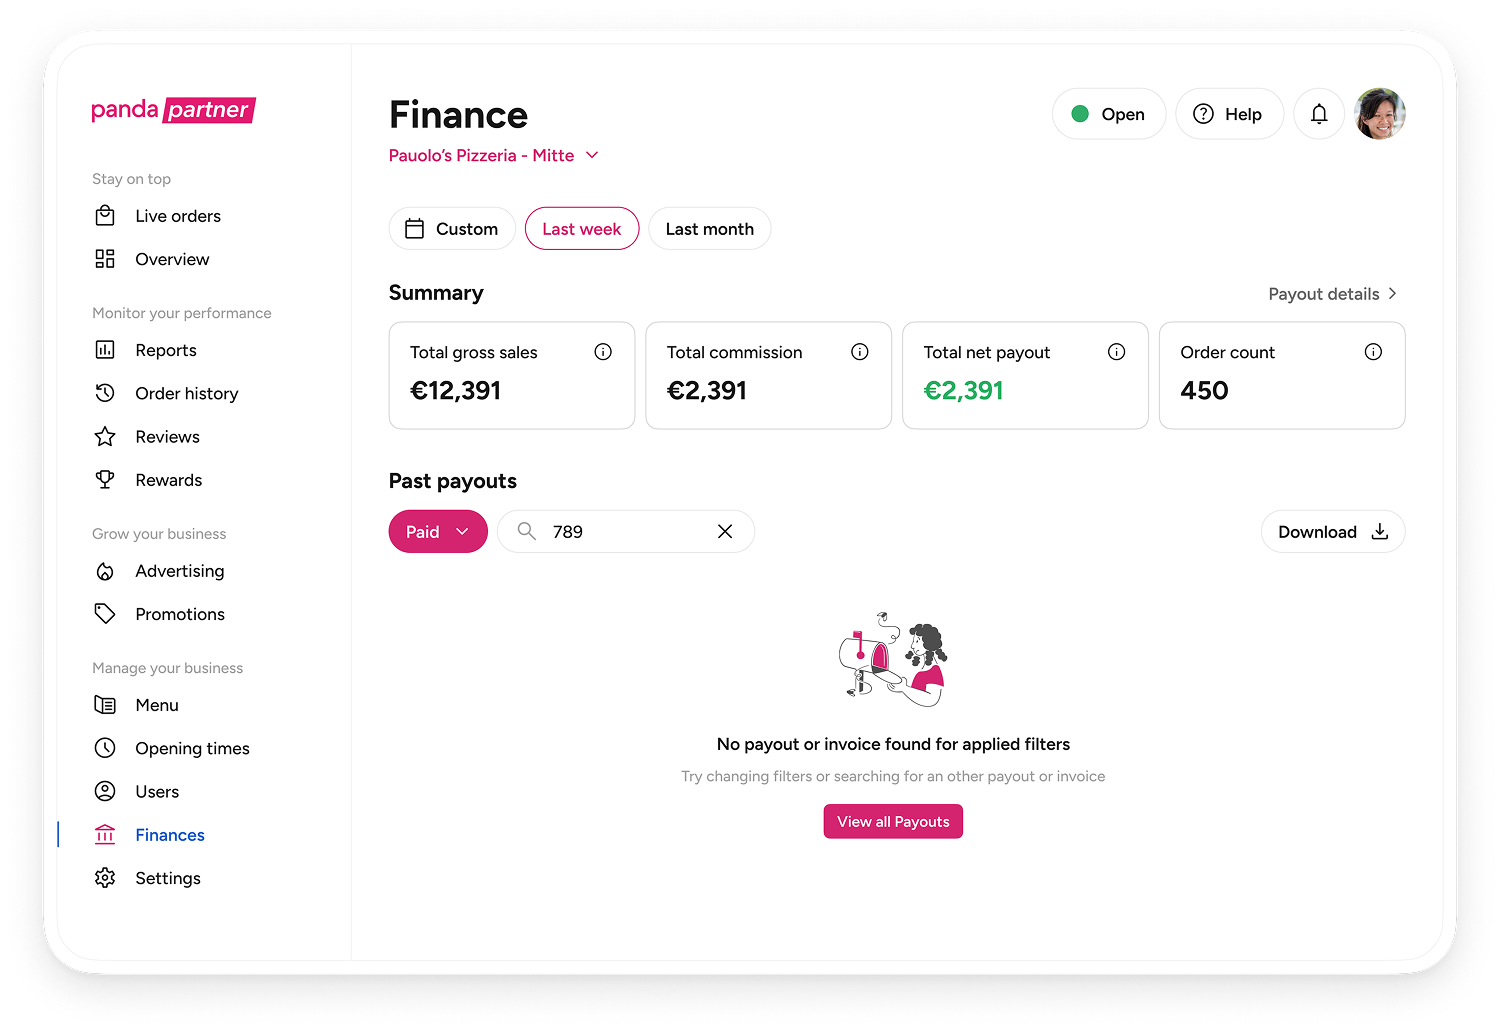 panda partner
Stay on top
Live orders
Overview
Monitor your performance
Reports
Order history
Reviews
Rewards
Grow your business
Advertising
Promotions
Manage your business
Menu
Opening times
Users
Finances
Settings
Finance
Pauolo’s Pizzeria - Mitte
Open
Help
Custom
Last week
Last month
Summary
Payout details
Total gross sales
€12,391
Total commission
€2,391
Total net payout
€2,391
Order count
450
Past payouts
Paid
789
Download
No payout or invoice found for applied filters
Try changing filters or searching for an other payout or invoice
View all Payouts